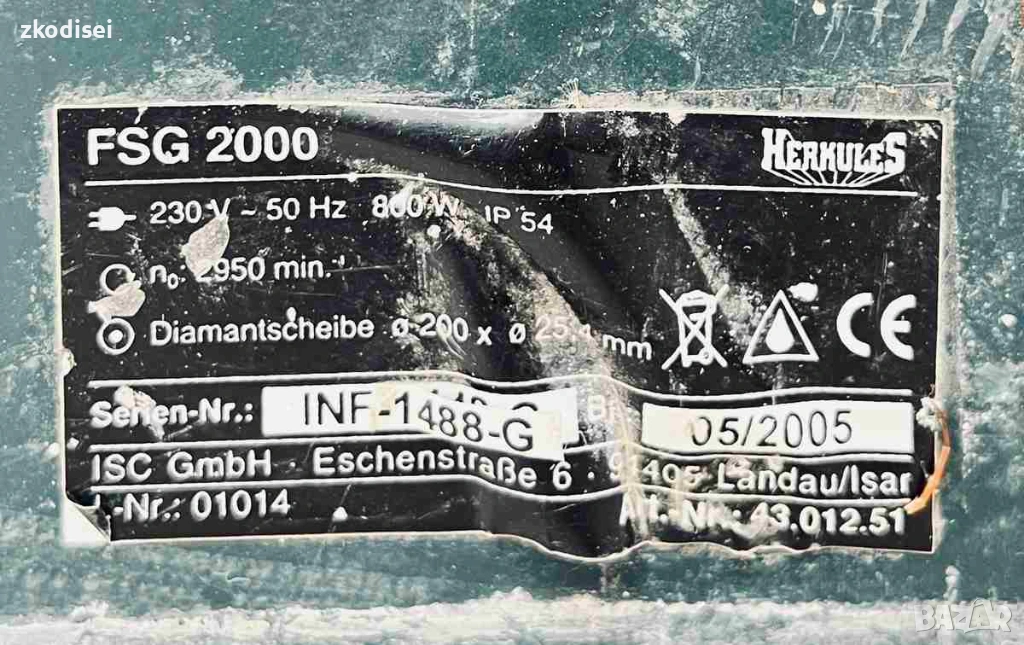 zkodisei
FSG 2000
HERKULES
230 V ~ 50 Hz 800 W IP 54
n₀: 2950 min.
Diamantscheibe ø 200 x ø 25,4 mm
Serien-Nr.: INF-1488-G 05/2005
ISC GmbH · Eschenstraße 6 · Landau/Isar
I.-Nr.: 01014 Art.-Nr.: 43.012.51
BAZAR